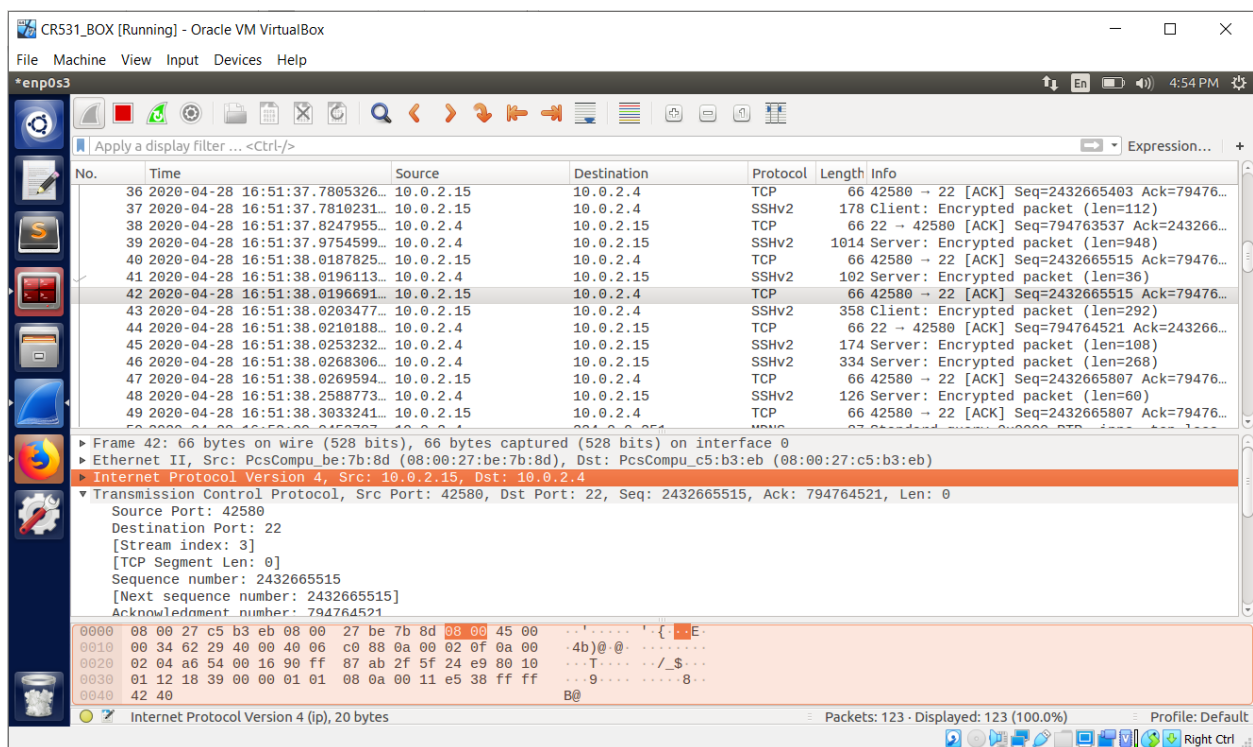 CR531_BOX [Running] - Oracle VM VirtualBox
File Machine View Input Devices Help
*enp0s3 En 4:54 PM
Apply a display filter … <Ctrl-/> Expression… +
No. Time Source Destination Protocol Length Info
36 2020-04-28 16:51:37.7805326… 10.0.2.15 10.0.2.4 TCP 66 42580 → 22 [ACK] Seq=2432665403 Ack=79476…
37 2020-04-28 16:51:37.7810231… 10.0.2.15 10.0.2.4 SSHv2 178 Client: Encrypted packet (len=112)
38 2020-04-28 16:51:37.8247955… 10.0.2.4 10.0.2.15 TCP 66 22 → 42580 [ACK] Seq=794763537 Ack=243266…
39 2020-04-28 16:51:37.9754599… 10.0.2.4 10.0.2.15 SSHv2 1014 Server: Encrypted packet (len=948)
40 2020-04-28 16:51:38.0187825… 10.0.2.15 10.0.2.4 TCP 66 42580 → 22 [ACK] Seq=2432665515 Ack=79476…
41 2020-04-28 16:51:38.0196113… 10.0.2.4 10.0.2.15 SSHv2 102 Server: Encrypted packet (len=36)
42 2020-04-28 16:51:38.0196691… 10.0.2.15 10.0.2.4 TCP 66 42580 → 22 [ACK] Seq=2432665515 Ack=79476…
43 2020-04-28 16:51:38.0203477… 10.0.2.15 10.0.2.4 SSHv2 358 Client: Encrypted packet (len=292)
44 2020-04-28 16:51:38.0210188… 10.0.2.4 10.0.2.15 TCP 66 22 → 42580 [ACK] Seq=794764521 Ack=243266…
45 2020-04-28 16:51:38.0253232… 10.0.2.4 10.0.2.15 SSHv2 174 Server: Encrypted packet (len=108)
46 2020-04-28 16:51:38.0268306… 10.0.2.4 10.0.2.15 SSHv2 334 Server: Encrypted packet (len=268)
47 2020-04-28 16:51:38.0269594… 10.0.2.15 10.0.2.4 TCP 66 42580 → 22 [ACK] Seq=2432665807 Ack=79476…
48 2020-04-28 16:51:38.2588773… 10.0.2.4 10.0.2.15 SSHv2 126 Server: Encrypted packet (len=60)
49 2020-04-28 16:51:38.3033241… 10.0.2.15 10.0.2.4 TCP 66 42580 → 22 [ACK] Seq=2432665807 Ack=79476…
Frame 42: 66 bytes on wire (528 bits), 66 bytes captured (528 bits) on interface 0
Ethernet II, Src: PcsCompu_be:7b:8d (08:00:27:be:7b:8d), Dst: PcsCompu_c5:b3:eb (08:00:27:c5:b3:eb)
Internet Protocol Version 4, Src: 10.0.2.15, Dst: 10.0.2.4
Transmission Control Protocol, Src Port: 42580, Dst Port: 22, Seq: 2432665515, Ack: 794764521, Len: 0
Source Port: 42580
Destination Port: 22
[Stream index: 3]
[TCP Segment Len: 0]
Sequence number: 2432665515
[Next sequence number: 2432665515]
Acknowledgment number: 794764521
0000 08 00 27 c5 b3 eb 08 00 27 be 7b 8d 08 00 45 00 ··'····· '·{···E·
0010 00 34 62 29 40 00 40 06 c0 88 0a 00 02 0f 0a 00 ·4b)@·@· ········
0020 02 04 a6 54 00 16 90 ff 87 ab 2f 5f 24 e9 80 10 ···T···· ··/_$···
0030 01 12 18 39 00 00 01 01 08 0a 00 11 e5 38 ff ff ···9···· ·····8··
0040 42 40 B@
Internet Protocol Version 4 (ip), 20 bytes Packets: 123 · Displayed: 123 (100.0%) Profile: Default
Right Ctrl